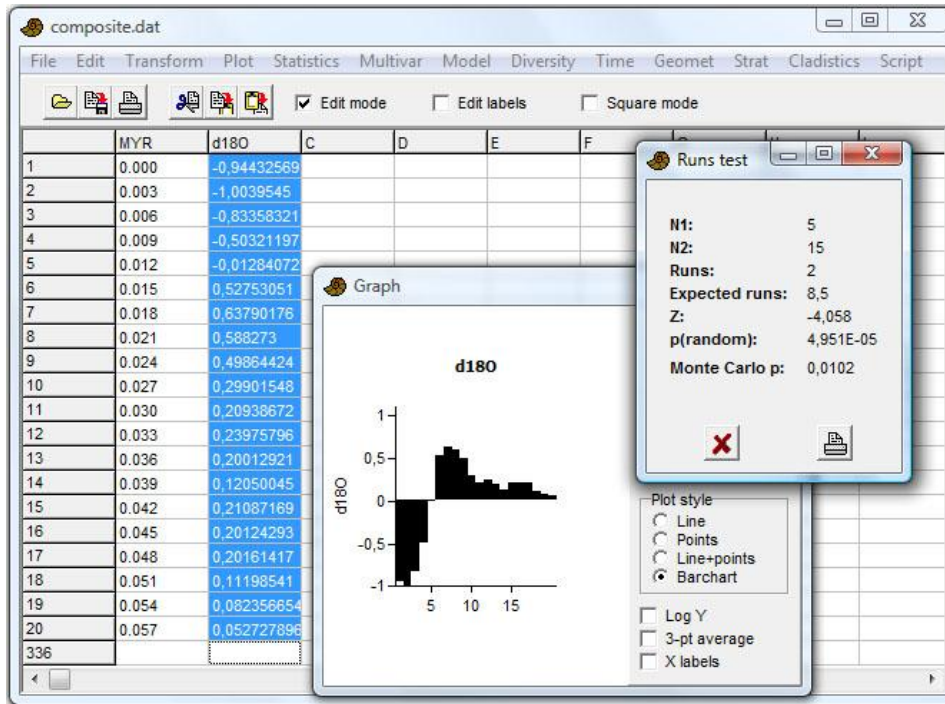 composite.dat
File Edit Transform Plot Statistics Multivar Model Diversity Time Geomet Strat Cladistics Script
Edit mode Edit labels Square mode
MYR d18O C D E F
1 0.000 -0,94432569
2 0.003 -1,0039545
3 0.006 -0,83358321
4 0.009 -0,50321197
5 0.012 -0,01284072
6 0.015 0,52753051
7 0.018 0,63790176
8 0.021 0,588273
9 0.024 0,49864424
10 0.027 0,29901548
11 0.030 0,20938672
12 0.033 0,23975796
13 0.036 0,20012921
14 0.039 0,12050045
15 0.042 0,21087169
16 0.045 0,20124293
17 0.048 0,20161417
18 0.051 0,11198541
19 0.054 0,082356654
20 0.057 0,052727896
336
Runs test
N1: 5
N2: 15
Runs: 2
Expected runs: 8,5
Z: -4,058
p(random): 4,951E-05
Monte Carlo p: 0,0102
Graph
d18O
1
0,5
0
-0,5
-1
d18O
5 10 15
Plot style
Line
Points
Line+points
Barchart
Log Y
3-pt average
X labels